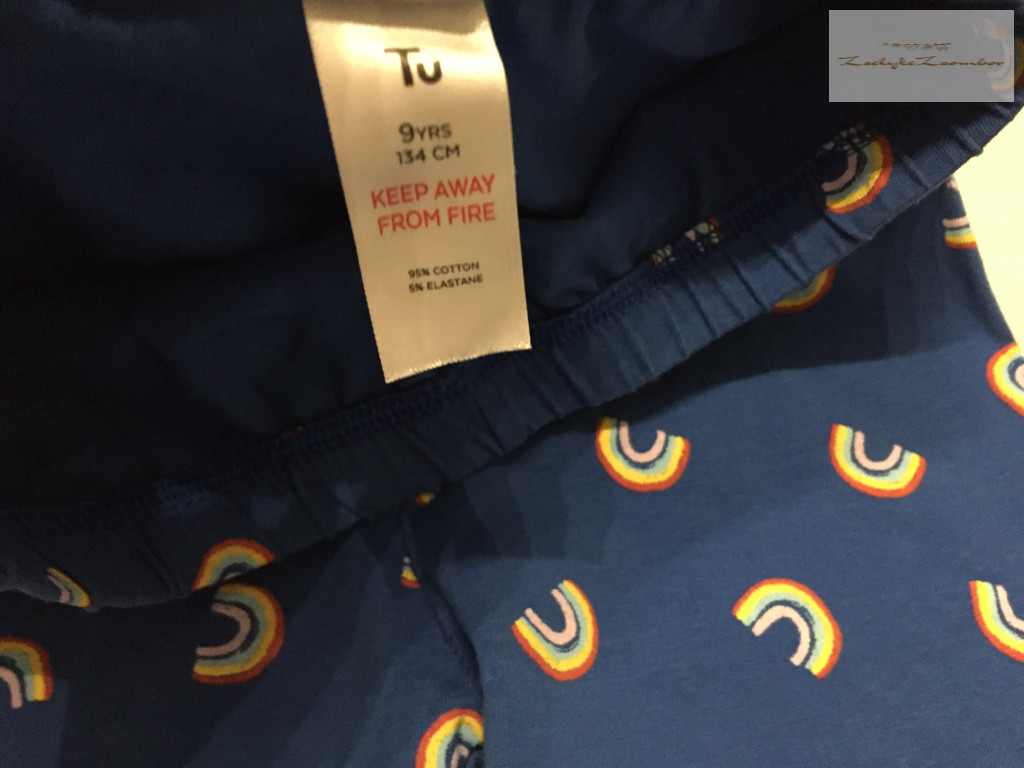 Tu
9YRS
134 CM
KEEP AWAY
FROM FIRE
95% COTTON
5% ELASTANE